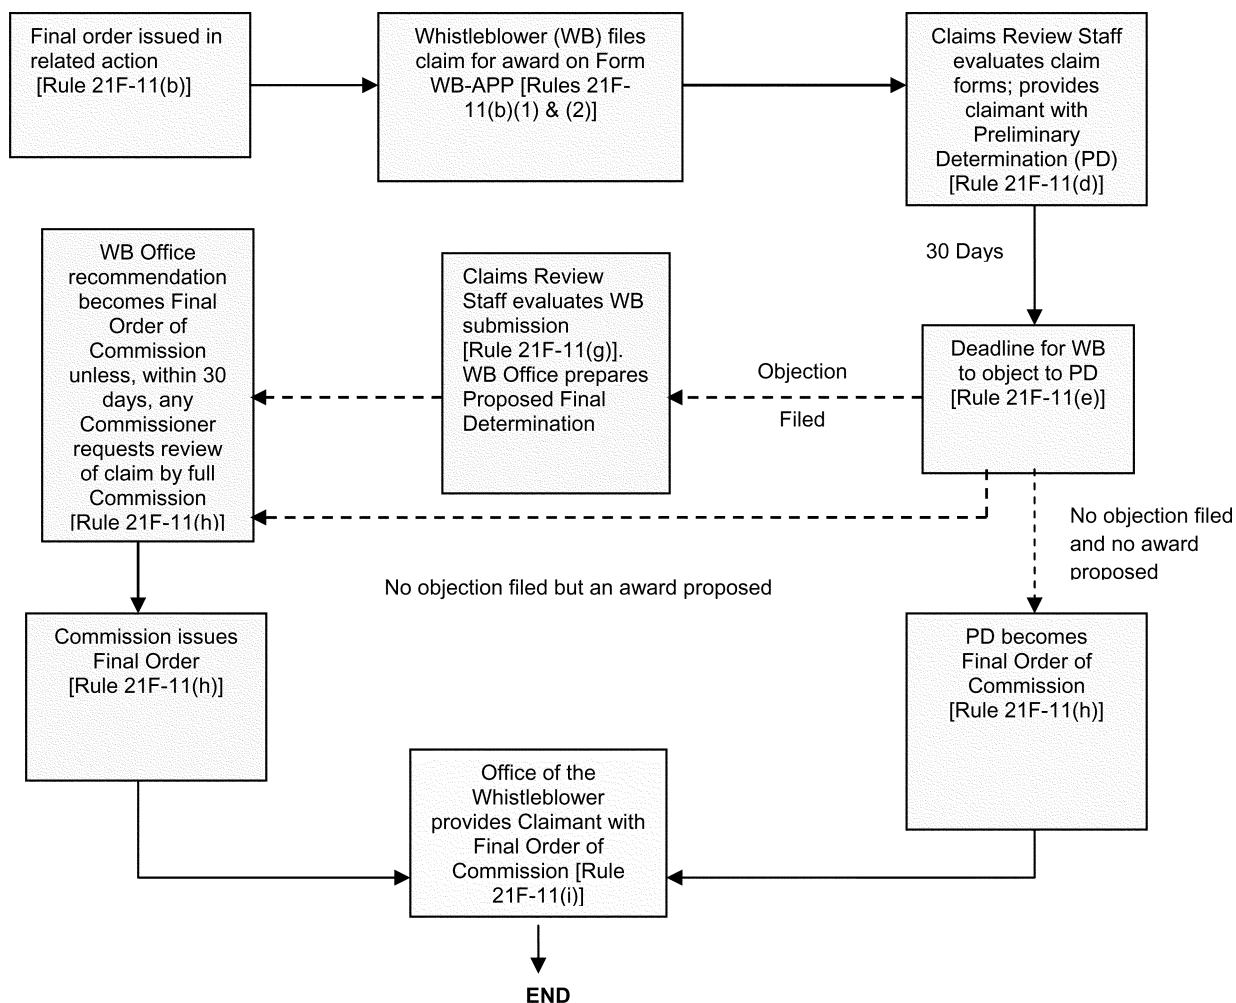 Final order issued in
related action
[Rule 21F-11(b)]
Whistleblower (WB) files
claim for award on Form
WB-APP [Rules 21F-
11(b)(1) & (2)]
Claims Review Staff
evaluates claim
forms; provides
claimant with
Preliminary
Determination (PD)
[Rule 21F-11(d)]
30 Days
WB Office
recommendation
becomes Final
Order of
Commission
unless, within 30
days, any
Commissioner
requests review
of claim by full
Commission
[Rule 21F-11(h)]
Claims Review
Staff evaluates WB
submission
[Rule 21F-11(g)].
WB Office prepares
Proposed Final
Determination
Objection
Filed
Deadline for WB
to object to PD
[Rule 21F-11(e)]
No objection filed
and no award
proposed
No objection filed but an award proposed
Commission issues
Final Order
[Rule 21F-11(h)]
PD becomes
Final Order of
Commission
[Rule 21F-11(h)]
Office of the
Whistleblower
provides Claimant with
Final Order of
Commission [Rule
21F-11(i)]
END